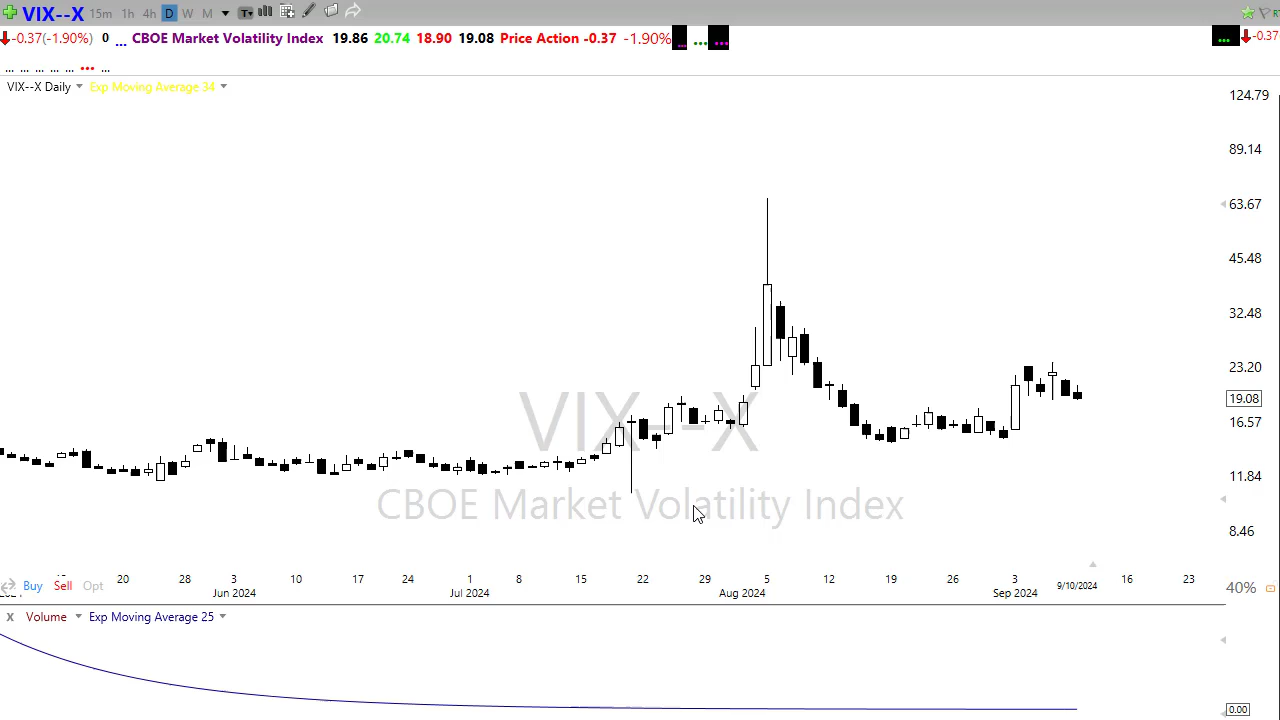 VIX--X 15m 1h 4h D W M T
-0.37(-1.90%) 0 ... CBOE Market Volatility Index 19.86 20.74 18.90 19.08 Price Action -0.37 -1.90% ... ... ... ... -0.37
... ... ... ... ... ... ...
VIX--X Daily Exp Moving Average 34
124.79
89.14
63.67
45.48
32.48
23.20
19.08
16.57
11.84
8.46
VIX--X
CBOE Market Volatility Index
Buy Sell Opt
20 28 3 10 17 24 1 8 15 22 29 5 12 19 26 3 9/10/2024 16 23
Jun 2024 Jul 2024 Aug 2024 Sep 2024
40%
X Volume Exp Moving Average 25
0.00